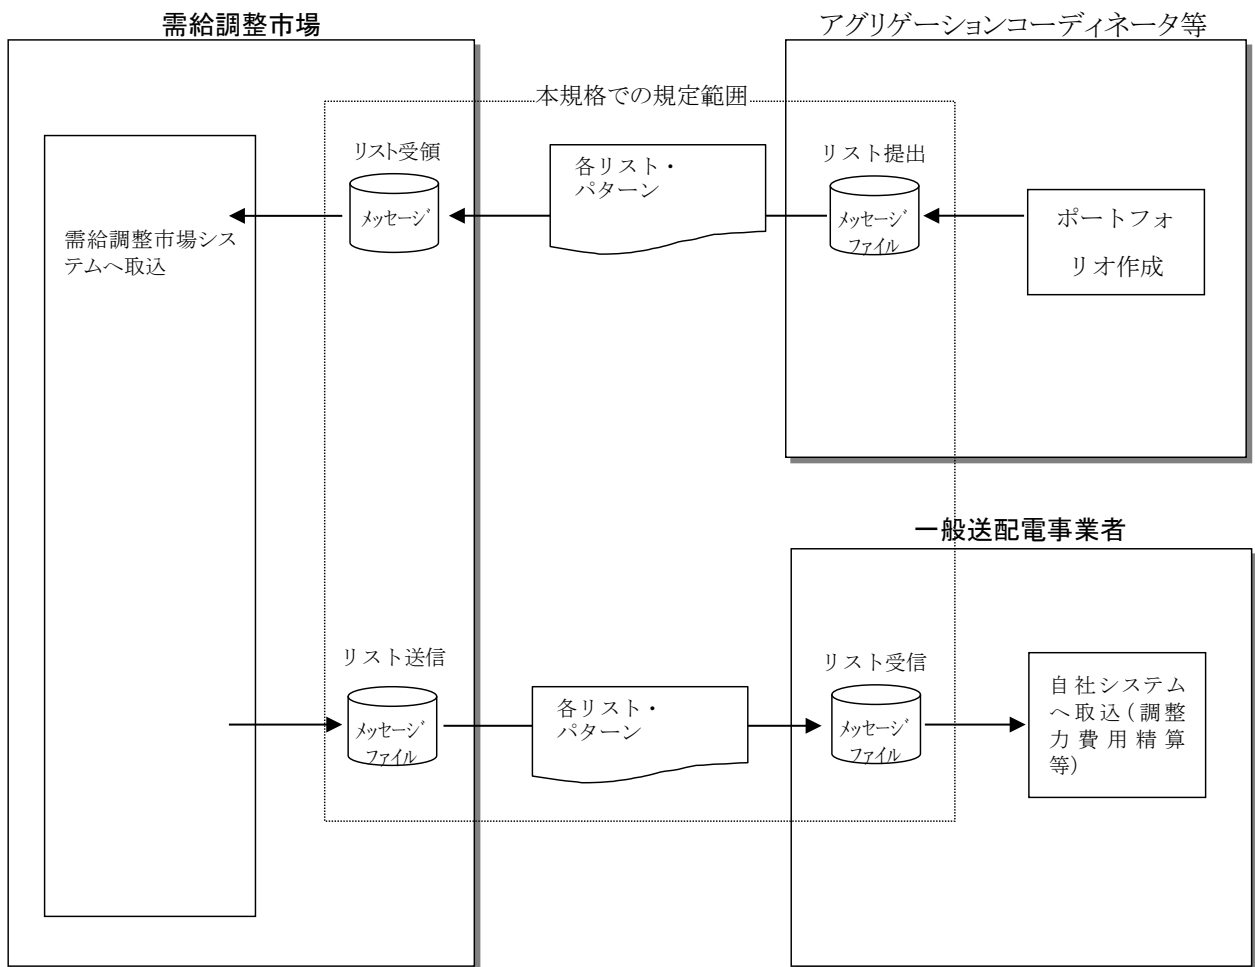 需給調整市場
アグリゲーションコーディネータ等
本規格での規定範囲
リスト受領
メッセージ
各リスト・
パターン
リスト提出
メッセージ
ファイル
ポートフォ
リオ作成
需給調整市場シス
テムへ取込
一般送配電事業者
リスト送信
メッセージ
ファイル
各リスト・
パターン
リスト受信
メッセージ
ファイル
自社システム
へ取込(調整
力費用精算
等)